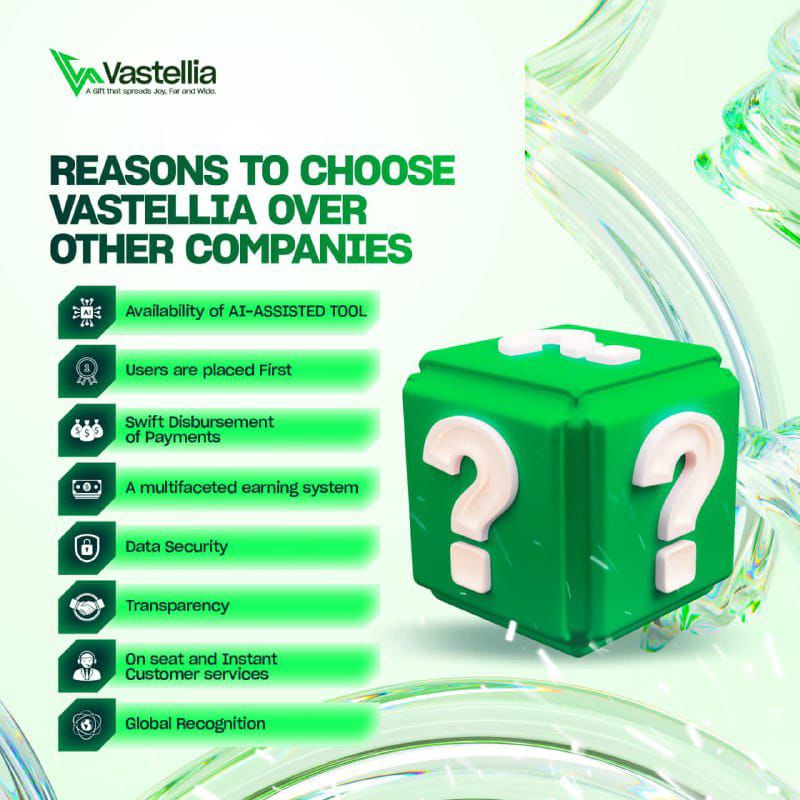 Vastellia
A Gift that spreads Joy, Far and Wide.
REASONS TO CHOOSE
VASTELLIA OVER
OTHER COMPANIES
AI
Availability of AI-ASSISTED TOOL
1
Users are placed First
$ $ $
Swift Disbursement
of Payments
A multifaceted earning system
Data Security
Transparency
On seat and Instant
Customer services
Global Recognition
?
? ?